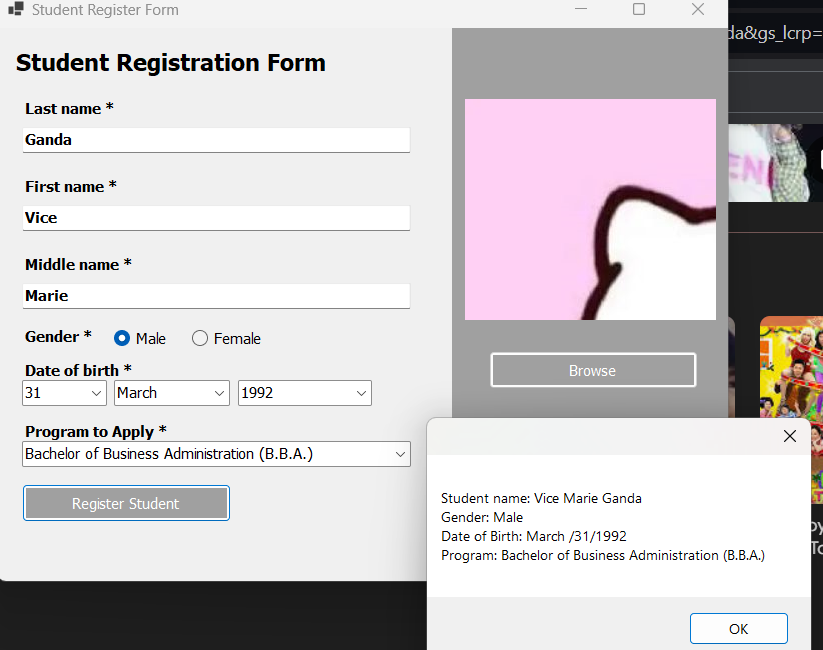 Student Register Form
da&gs_lcrp=
Student Registration Form
Last name *
Ganda
First name *
Vice
Middle name *
Marie
Gender * Male Female
Date of birth *
31 March 1992
Program to Apply *
Bachelor of Business Administration (B.B.A.)
Register Student
Browse
Student name: Vice Marie Ganda
Gender: Male
Date of Birth: March /31/1992
Program: Bachelor of Business Administration (B.B.A.)
OK
EN